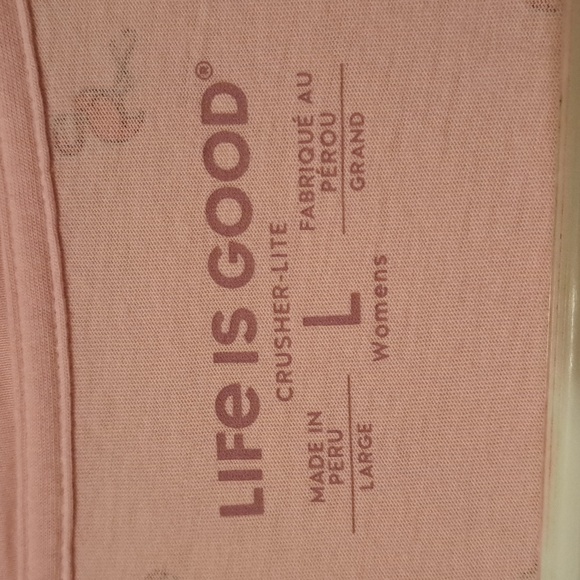 LIFE IS GOOD®
CRUSHER-LITE
MADE IN
PERU
LARGE
L
Womens
FABRIQUÉ AU
PÉROU
GRAND